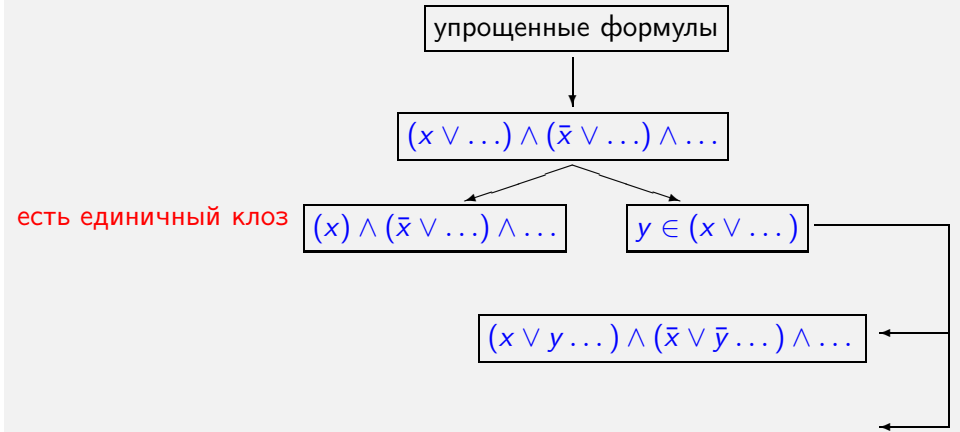 упрощенные формулы
(x ∨ ...) ∧ (x̄ ∨ ...) ∧ ...
есть единичный клоз (x) ∧ (x̄ ∨ ...) ∧ ... y ∈ (x ∨ ...)
(x ∨ y ...) ∧ (x̄ ∨ ȳ ...) ∧ ...